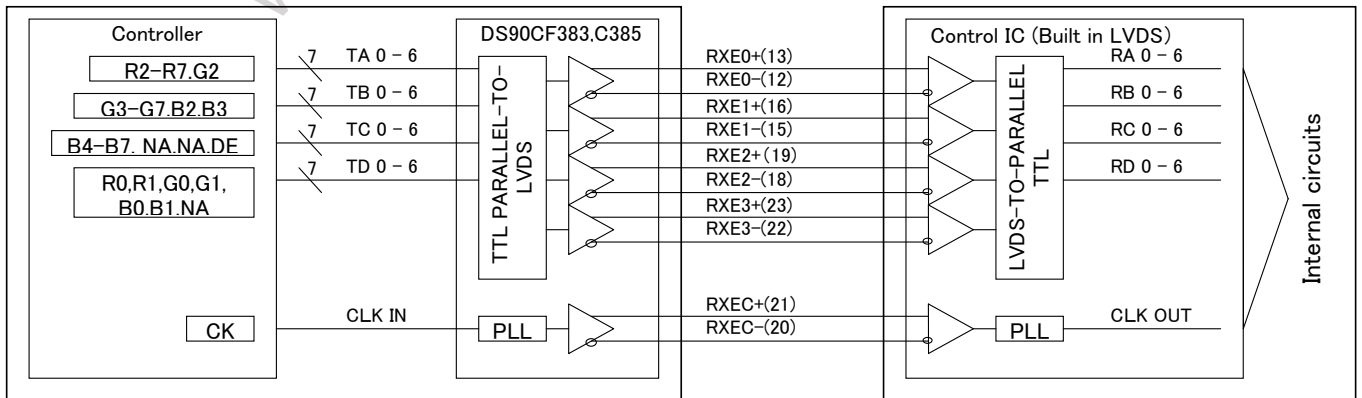 Controller
R2-R7.G2
G3-G7.B2.B3
B4-B7. NA.NA.DE
R0,R1,G0,G1,
B0.B1.NA
CK
7
TA 0 - 6
7
TB 0 - 6
7
TC 0 - 6
7
TD 0 - 6
CLK IN
DS90CF383,C385
TTL PARALLEL-TO-
LVDS
PLL
RXE0+(13)
RXE0-(12)
RXE1+(16)
RXE1-(15)
RXE2+(19)
RXE2-(18)
RXE3+(23)
RXE3-(22)
RXEC+(21)
RXEC-(20)
Control IC (Built in LVDS)
LVDS-TO-PARALLEL
TTL
PLL
RA 0 - 6
RB 0 - 6
RC 0 - 6
RD 0 - 6
CLK OUT
Internal circuits